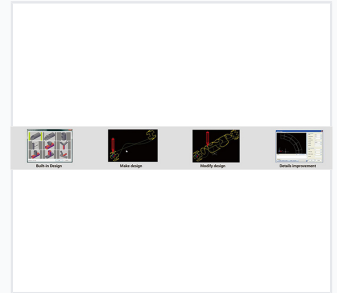 Built-in Design
Make design
Modify design
Details Improvement